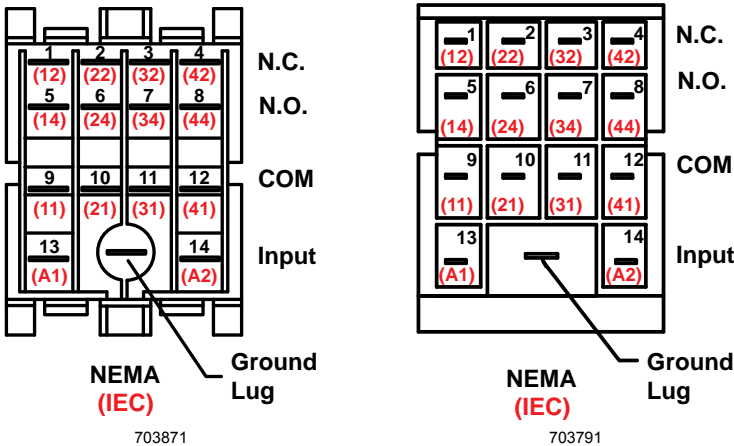 1 2 3 4 N.C.
(12) (22) (32) (42)
5 6 7 8 N.O.
(14) (24) (34) (44)
9 10 11 12 COM
(11) (21) (31) (41)
13 14 Input
(A1) (A2)
Ground
Lug
NEMA
(IEC)
703871
1 2 3 4 N.C.
(12) (22) (32) (42)
N.O.
5 6 7 8
(14) (24) (34) (44)
9 10 11 12 COM
(11) (21) (31) (41)
13 14 Input
(A1) (A2)
Ground
Lug
NEMA
(IEC)
703791